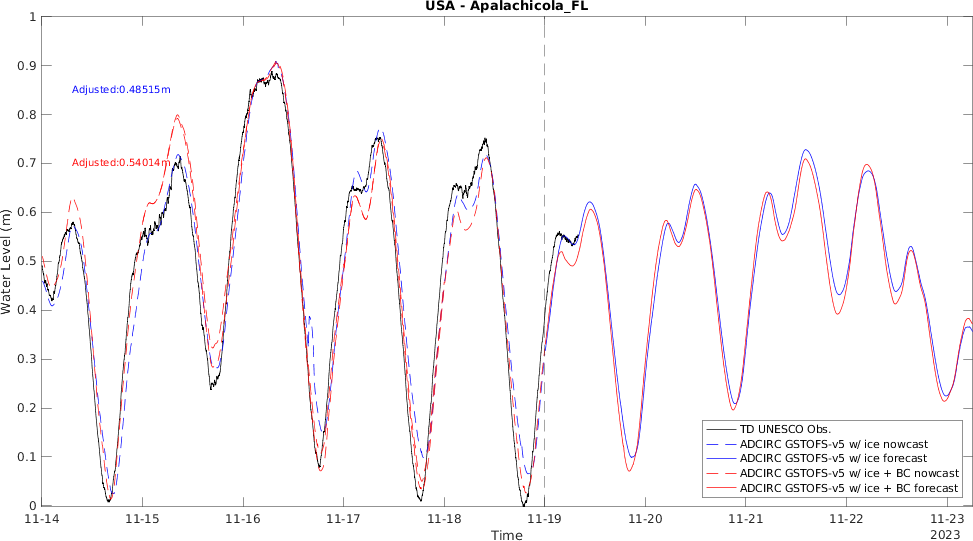 USA - Apalachicola_FL
1
0.9
0.8
0.7
0.6
0.5
0.4
0.3
0.2
0.1
0
Water Level (m)
Adjusted:0.48515m
Adjusted:0.54014m
TD UNESCO Obs.
ADCIRC GSTOFS-v5 w/ ice nowcast
ADCIRC GSTOFS-v5 w/ ice forecast
ADCIRC GSTOFS-v5 w/ ice + BC nowcast
ADCIRC GSTOFS-v5 w/ ice + BC forecast
11-14 11-15 11-16 11-17 11-18 11-19 11-20 11-21 11-22 11-23
Time
2023